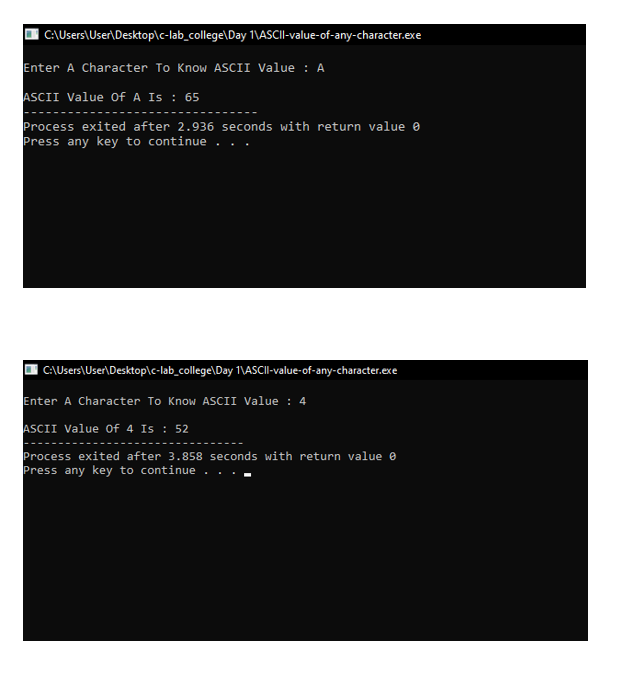 C:\Users\User\Desktop\c-lab_college\Day 1\ASCII-value-of-any-character.exe
Enter A Character To Know ASCII Value : A
ASCII Value Of A Is : 65
--------------------------------
Process exited after 2.936 seconds with return value 0
Press any key to continue . . .
C:\Users\User\Desktop\c-lab_college\Day 1\ASCII-value-of-any-character.exe
Enter A Character To Know ASCII Value : 4
ASCII Value Of 4 Is : 52
--------------------------------
Process exited after 3.858 seconds with return value 0
Press any key to continue . . .